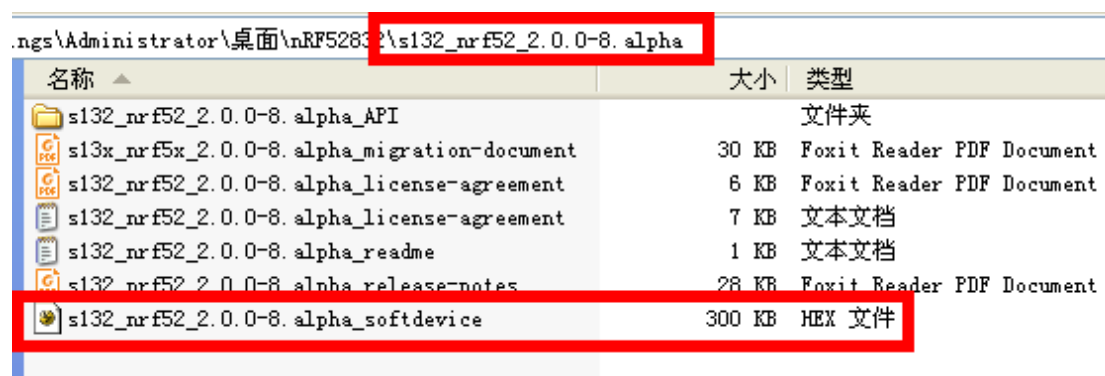 .ngs\Administrator\桌面\nRF52832\s132_nrf52_2.0.0-8.alpha
名称 大小 类型
s132_nrf52_2.0.0-8.alpha_API 文件夹
s13x_nrf5x_2.0.0-8.alpha_migration-document 30 KB Foxit Reader PDF Document
s132_nrf52_2.0.0-8.alpha_license-agreement 6 KB Foxit Reader PDF Document
s132_nrf52_2.0.0-8.alpha_license-agreement 7 KB 文本文档
s132_nrf52_2.0.0-8.alpha_readme 1 KB 文本文档
s132_nrf52_2.0.0-8.alpha_release-notes 28 KB Foxit Reader PDF Document
s132_nrf52_2.0.0-8.alpha_softdevice 300 KB HEX 文件